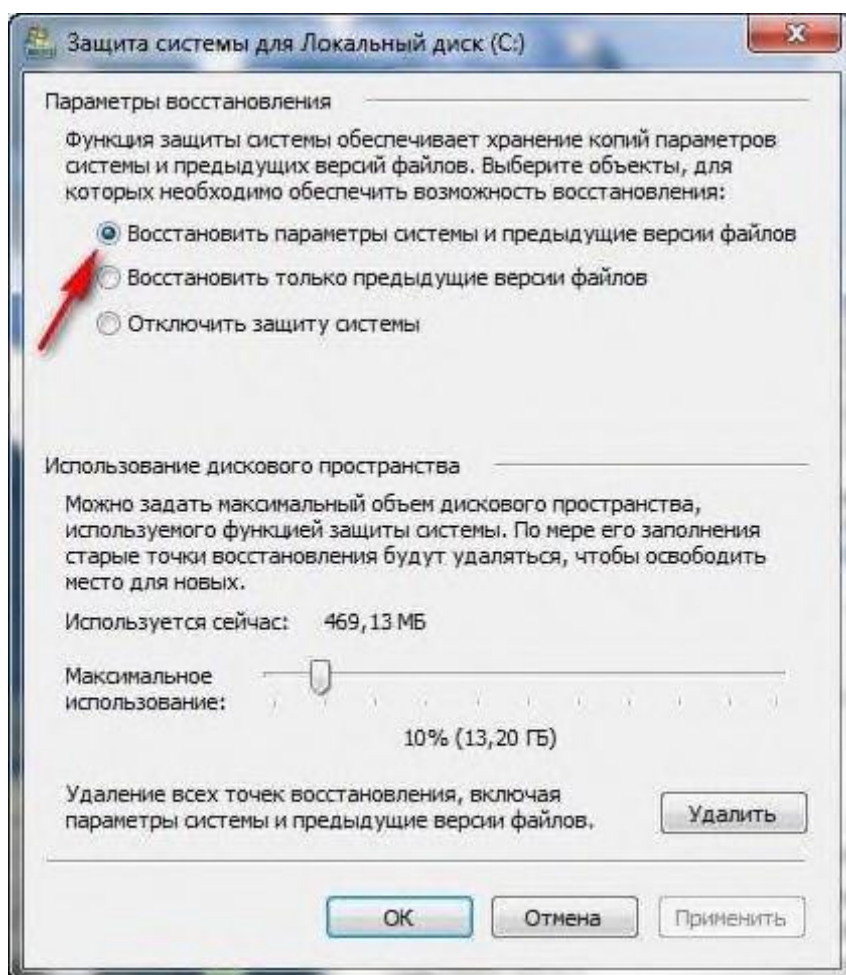 Защита системы для Локальный диск (C:)
Параметры восстановления
Функция защиты системы обеспечивает хранение копий параметров
системы и предыдущих версий файлов. Выберите объекты, для
которых необходимо обеспечить возможность восстановления:
Восстановить параметры системы и предыдущие версии файлов
Восстановить только предыдущие версии файлов
Отключить защиту системы
Использование дискового пространства
Можно задать максимальный объем дискового пространства,
используемого функцией защиты системы. По мере его заполнения
старые точки восстановления будут удаляться, чтобы освободить
место для новых.
Используется сейчас: 469,13 МБ
Максимальное
использование:
10% (13,20 ГБ)
Удаление всех точек восстановления, включая
параметры системы и предыдущие версии файлов.
Удалить
ОК Отмена Применить